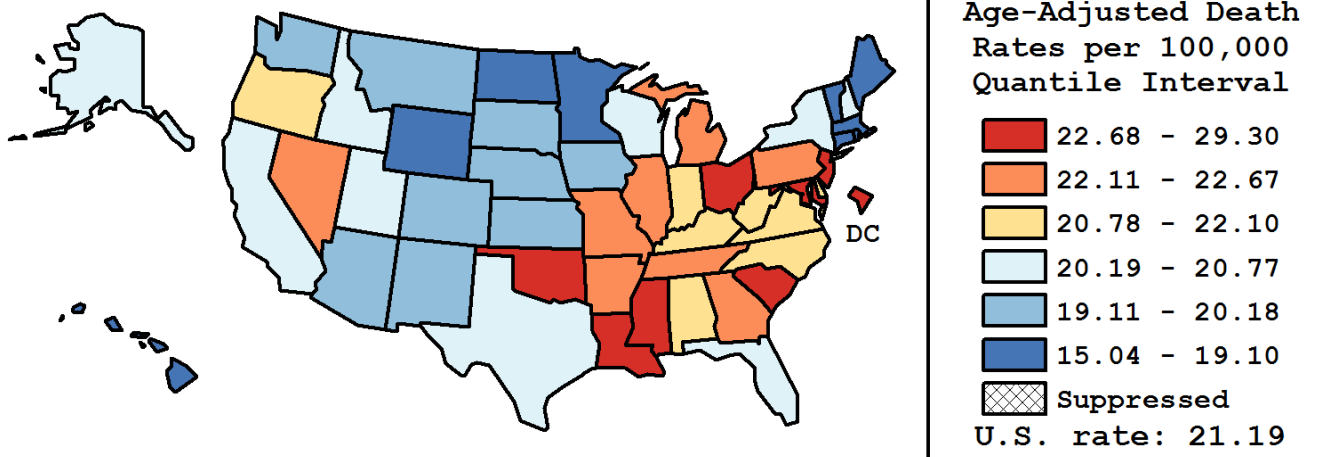 Age-Adjusted Death
Rates per 100,000
Quantile Interval
22.68 - 29.30
22.11 - 22.67
20.78 - 22.10
20.19 - 20.77
19.11 - 20.18
15.04 - 19.10
Suppressed
U.S. rate: 21.19
DC